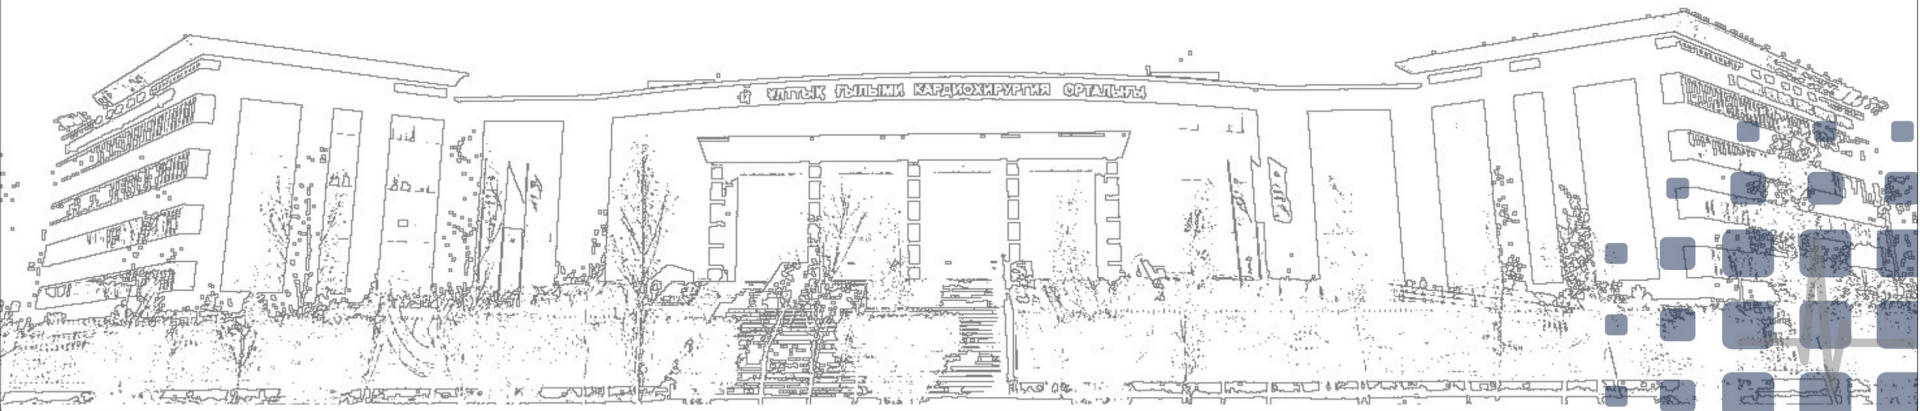 ҰЛТТЫҚ ҒЫЛЫМИ КАРДИОХИРУРГИЯ ОРТАЛЫҒЫ